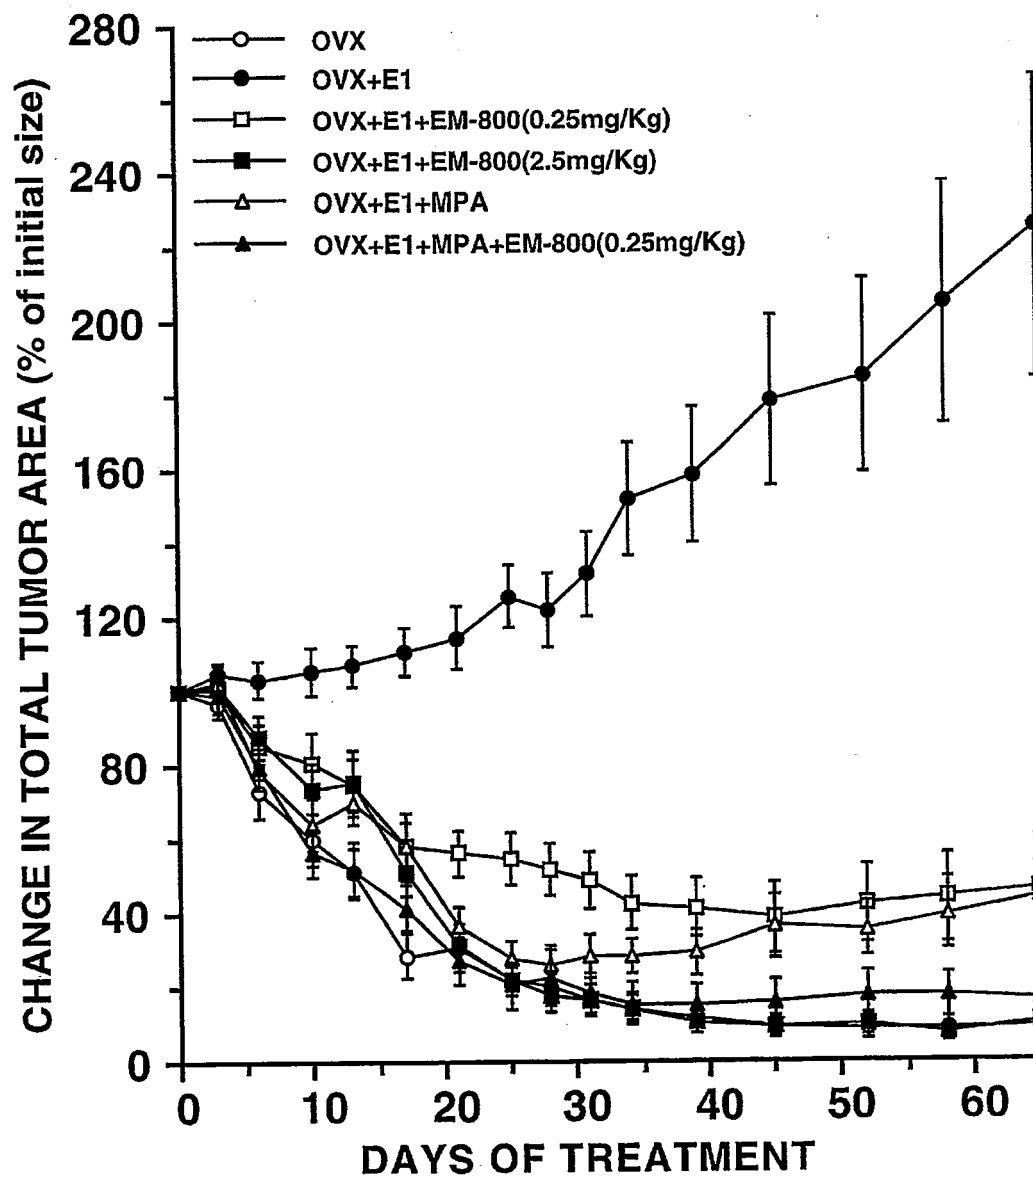 CHANGE IN TOTAL TUMOR AREA (% of initial size)
280
240
200
160
120
80
40
0
OVX
OVX+E1
OVX+E1+EM-800(0.25mg/Kg)
OVX+E1+EM-800(2.5mg/Kg)
OVX+E1+MPA
OVX+E1+MPA+EM-800(0.25mg/Kg)
0 10 20 30 40 50 60
DAYS OF TREATMENT